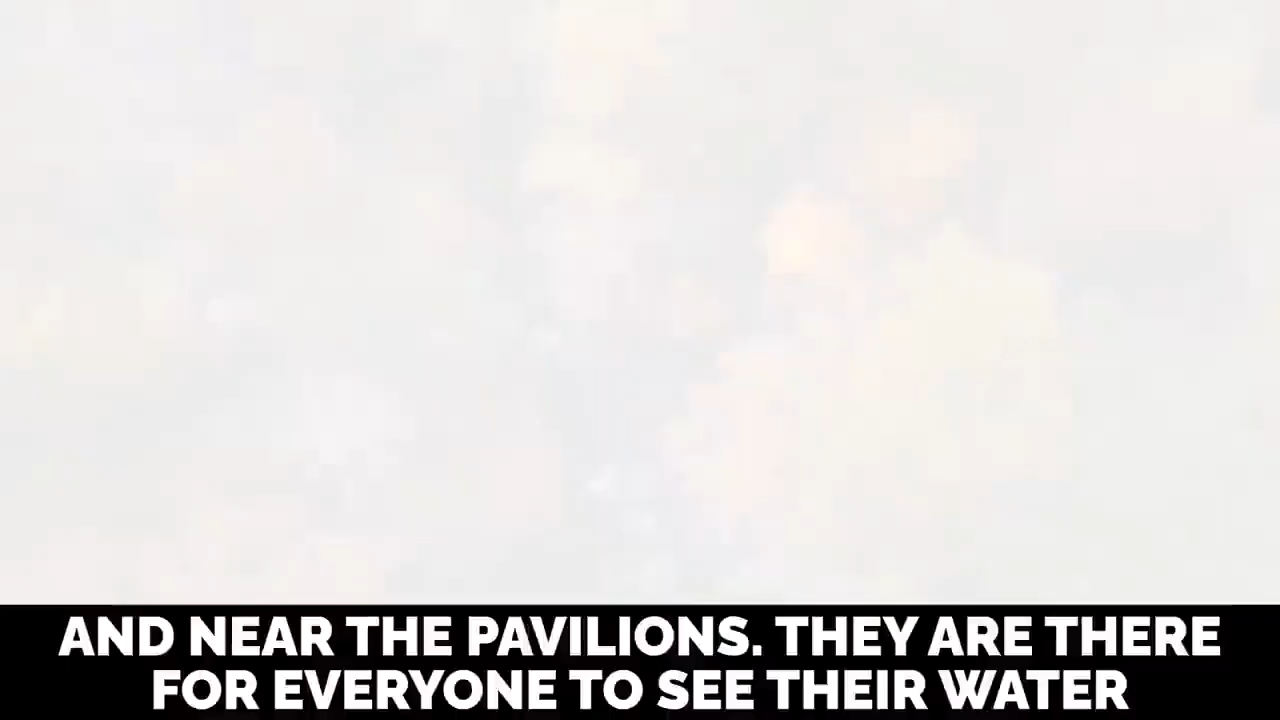 AND NEAR THE PAVILIONS. THEY ARE THERE
FOR EVERYONE TO SEE THEIR WATER